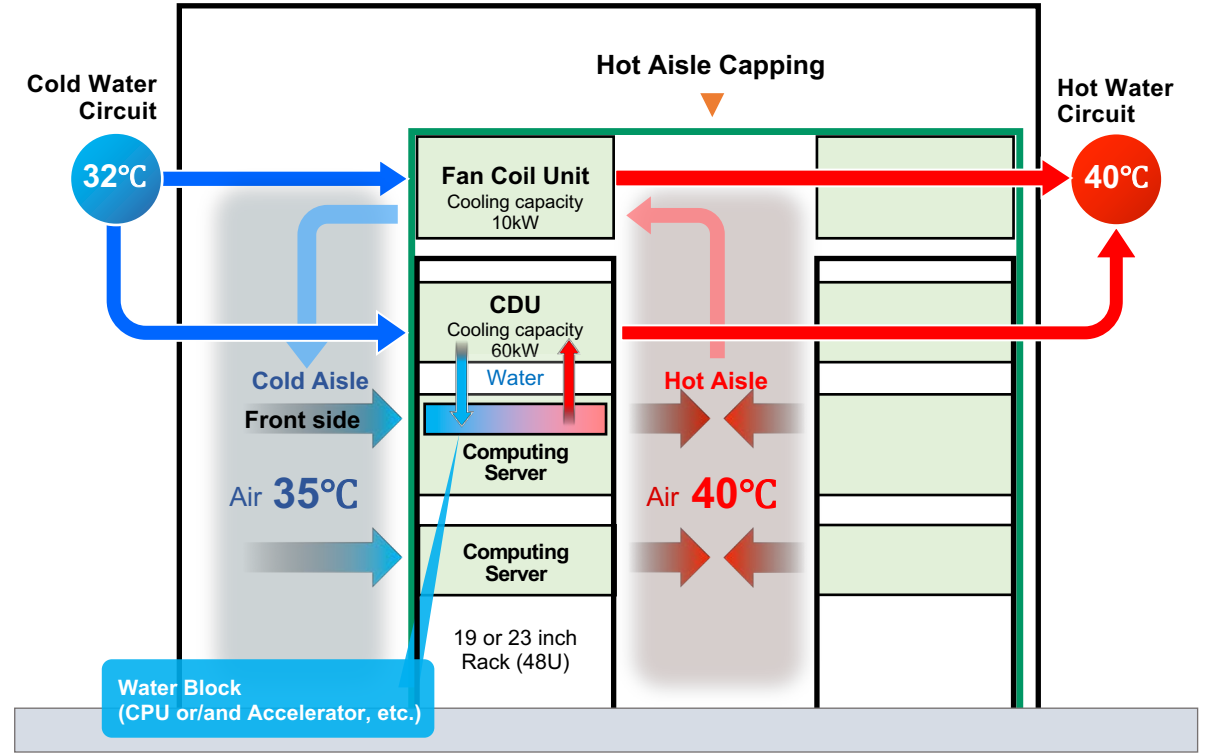 Hot Aisle Capping
Cold Water
Circuit
Hot Water
Circuit
32℃
Fan Coil Unit
Cooling capacity
10kW
40℃
CDU
Cooling capacity
60kW
Water
Cold Aisle
Hot Aisle
Front side
Computing
Server
Air 35℃
Air 40℃
Computing
Server
19 or 23 inch
Rack (48U)
Water Block
(CPU or/and Accelerator, etc.)